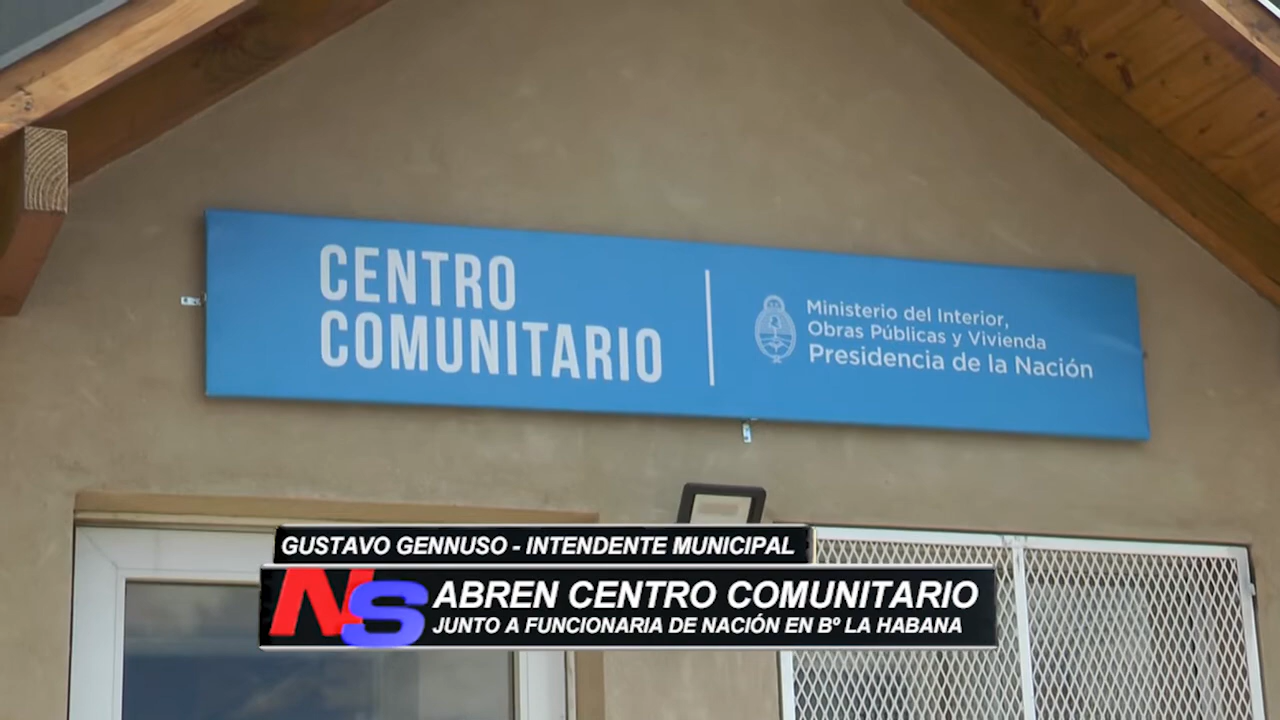 CENTRO
COMUNITARIO
Ministerio del Interior,
Obras Públicas y Vivienda
Presidencia de la Nación
GUSTAVO GENNUSO - INTENDENTE MUNICIPAL
NS
ABREN CENTRO COMUNITARIO
JUNTO A FUNCIONARIA DE NACIÓN EN Bº LA HABANA